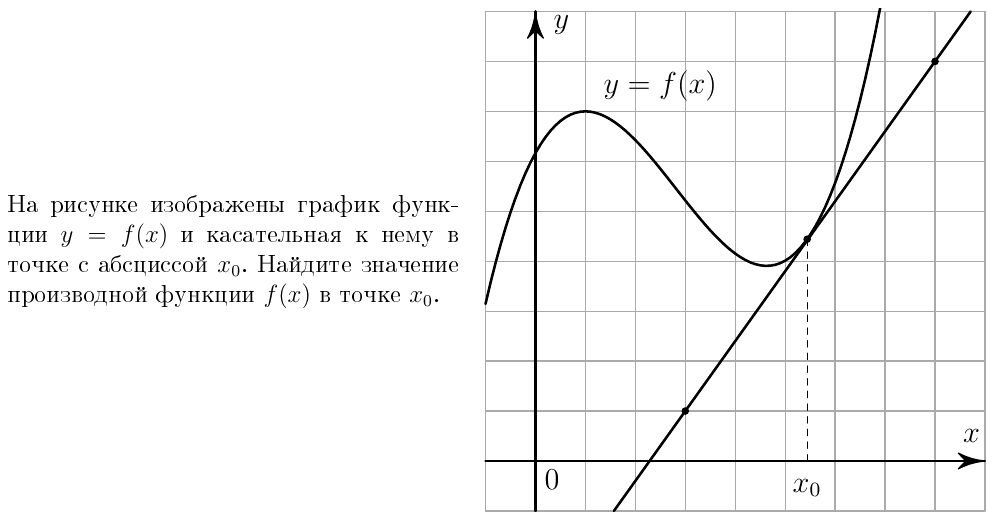 На рисунке изображены график функ-
ции y = f(x) и касательная к нему в
точке с абсциссой x₀. Найдите значение
производной функции f(x) в точке x₀.
y
y = f(x)
x
0
x₀